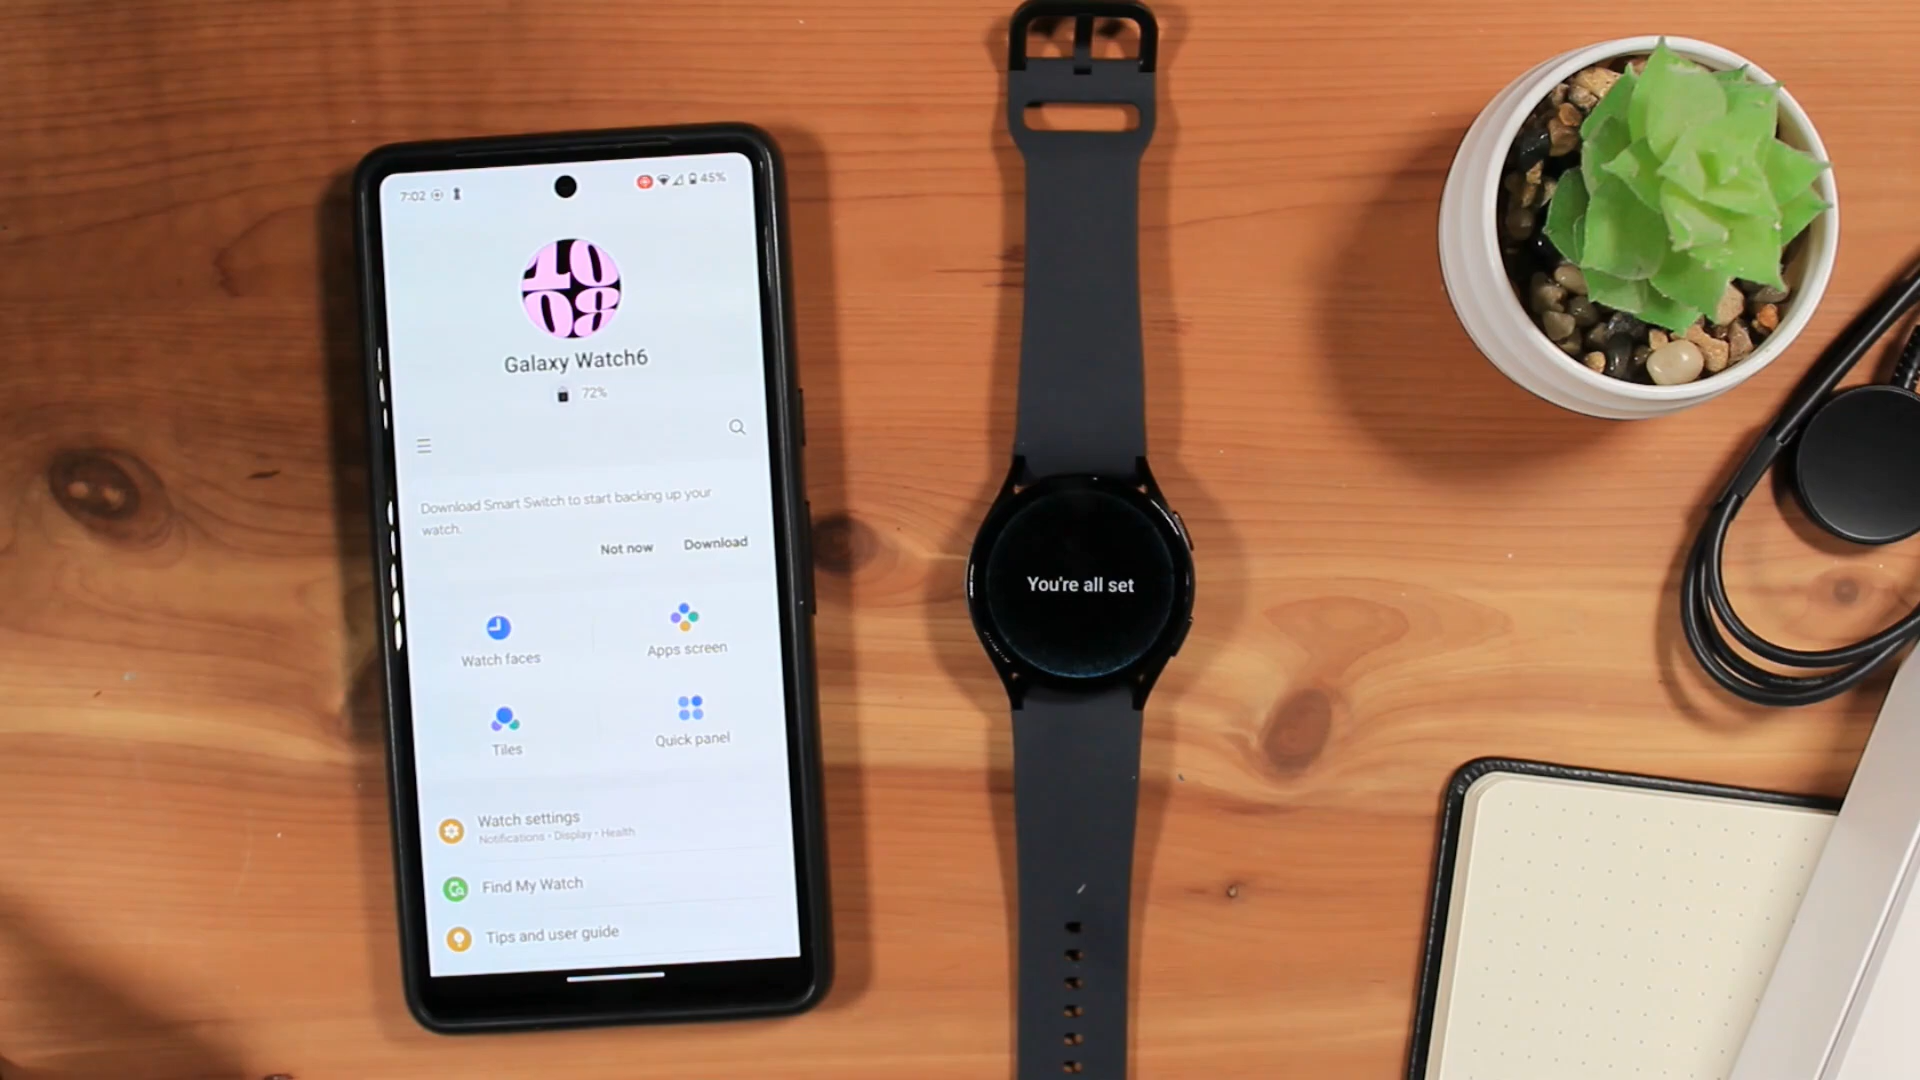 7:02
45%
10
08
Galaxy Watch6
72%
Download Smart Switch to start backing up your
watch.
Not now
Download
Watch faces
Apps screen
Tiles
Quick panel
Watch settings
Notifications • Display • Health
Find My Watch
Tips and user guide
You're all set